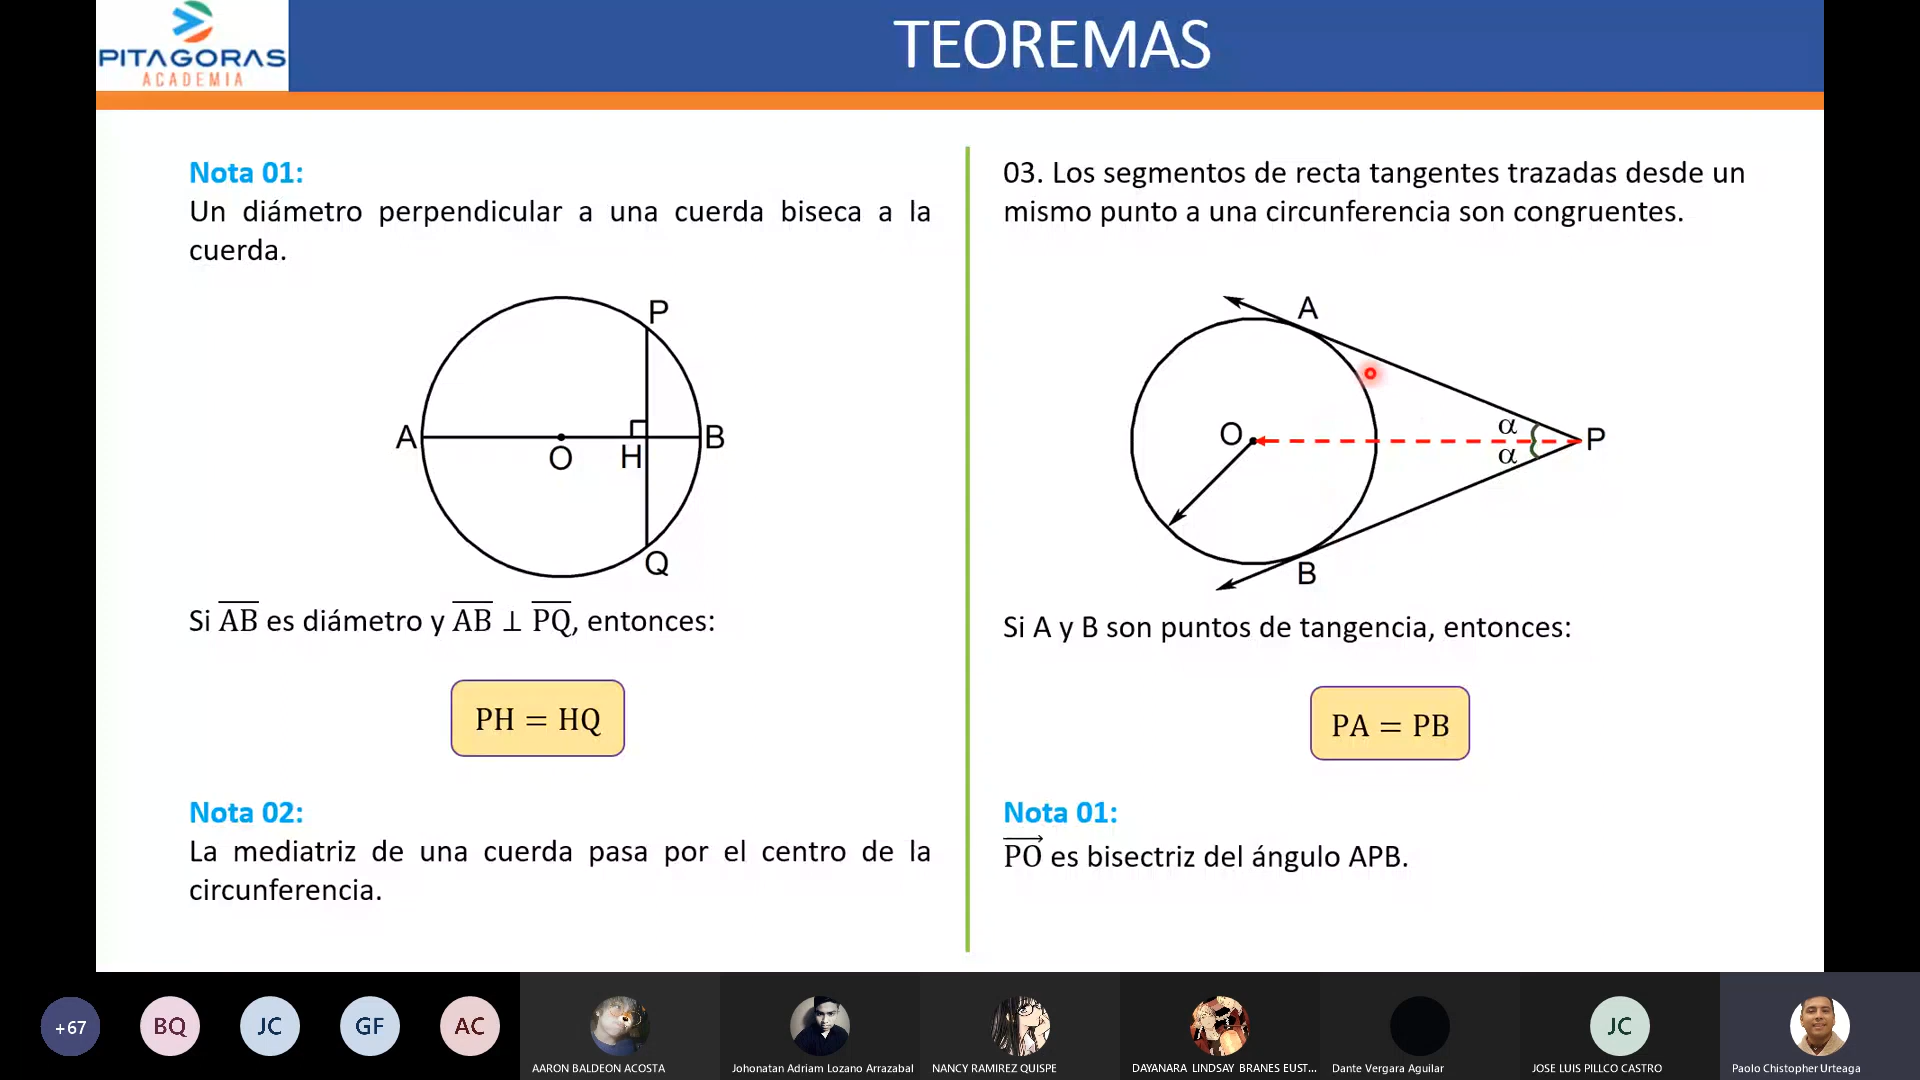 PITAGORAS
ACADEMIA
TEOREMAS
Nota 01:
Un diámetro perpendicular a una cuerda biseca a la
cuerda.
P
A
O
H
B
Q
Si AB es diámetro y AB ⊥ PQ, entonces:
PH = HQ
Nota 02:
La mediatriz de una cuerda pasa por el centro de la
circunferencia.
03. Los segmentos de recta tangentes trazadas desde un
mismo punto a una circunferencia son congruentes.
A
O
α
α
P
B
Si A y B son puntos de tangencia, entonces:
PA = PB
Nota 01:
PO es bisectriz del ángulo APB.
+67
BQ
JC
GF
AC
JC
AARON BALDEON ACOSTA
Johonatan Adriam Lozano Arrazabal
NANCY RAMIREZ QUISPE
DAYANARA LINDSAY BRANES EUST...
Dante Vergara Aguilar
JOSE LUIS PILLCO CASTRO
Paolo Chistopher Urteaga